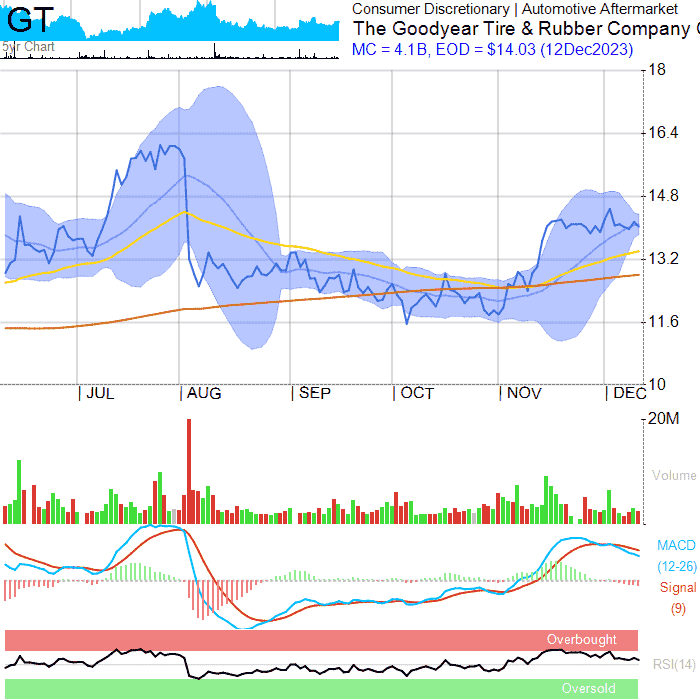 GT
5yr Chart
Consumer Discretionary | Automotive Aftermarket
The Goodyear Tire & Rubber Company
MC = 4.1B, EOD = $14.03 (12Dec2023)
18
16.4
14.8
13.2
11.6
10
JUL AUG SEP OCT NOV DEC
20M
Volume
MACD
(12-26)
Signal
(9)
Overbought
RSI(14)
Oversold